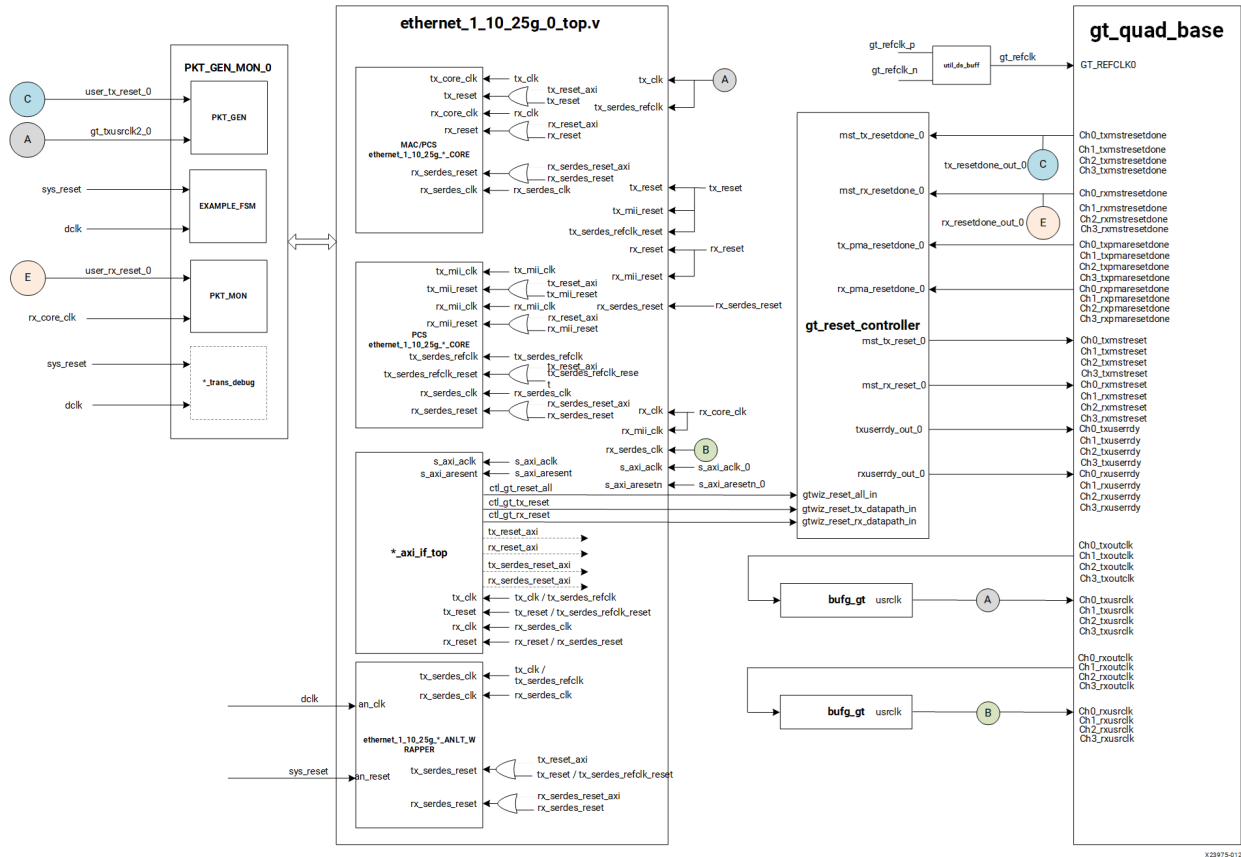 PKT_GEN_MON_0
C
user_tx_reset_0
PKT_GEN
A
gt_txusrclk2_0
sys_reset
EXAMPLE_FSM
dclk
E
user_rx_reset_0
PKT_MON
rx_core_clk
sys_reset
*_trans_debug
dclk
ethernet_1_10_25g_0_top.v
tx_core_clk
tx_clk
tx_reset
tx_reset_axi
tx_reset
rx_core_clk
rx_clk
rx_reset
rx_reset_axi
rx_reset
MAC/PCS
ethernet_1_10_25g_*_CORE
rx_serdes_reset
rx_serdes_reset_axi
rx_serdes_reset
rx_serdes_clk
rx_serdes_clk
tx_clk
A
tx_serdes_refclk
tx_reset
tx_reset
tx_mii_reset
tx_serdes_refclk_reset
rx_reset
rx_reset
rx_mii_reset
rx_serdes_reset
rx_serdes_reset
tx_mii_clk
tx_mii_clk
tx_mii_reset
tx_reset_axi
tx_mii_reset
rx_mii_clk
rx_mii_clk
rx_mii_reset
rx_reset_axi
rx_mii_reset
PCS
ethernet_1_10_25g_*_CORE
tx_serdes_refclk
tx_serdes_refclk
tx_serdes_refclk_reset
tx_reset_axi
tx_serdes_refclk_rese
t
rx_serdes_clk
rx_serdes_clk
rx_serdes_reset
rx_serdes_reset_axi
rx_serdes_reset
rx_clk
rx_core_clk
rx_mii_clk
rx_serdes_clk
B
s_axi_aclk
s_axi_aclk_0
s_axi_aresetn
s_axi_aresetn_0
s_axi_aclk
s_axi_aclk
s_axi_aresent
s_axi_aresent
ctl_gt_reset_all
ctl_gt_tx_reset
ctl_gt_rx_reset
tx_reset_axi
rx_reset_axi
*_axi_if_top
tx_serdes_reset_axi
rx_serdes_reset_axi
tx_clk
tx_clk / tx_serdes_refclk
tx_reset
tx_reset / tx_serdes_refclk_reset
rx_clk
rx_serdes_clk
rx_reset
rx_reset / rx_serdes_reset
tx_serdes_clk
tx_clk /
tx_serdes_refclk
rx_serdes_clk
rx_serdes_clk
dclk
an_clk
ethernet_1_10_25g_*_ANLT_W
RAPPER
sys_reset
an_reset
tx_serdes_reset
tx_reset_axi
tx_reset / tx_serdes_refclk_reset
rx_serdes_reset
rx_serdes_reset_axi
rx_serdes_reset
gt_refclk_p
gt_refclk_n
util_ds_buff
gt_refclk
gt_quad_base
GT_REFCLK0
mst_tx_resetdone_0
tx_resetdone_out_0
C
mst_rx_resetdone_0
rx_resetdone_out_0
E
tx_pma_resetdone_0
rx_pma_resetdone_0
gt_reset_controller
mst_tx_reset_0
mst_rx_reset_0
txuserrdy_out_0
rxuserrdy_out_0
gtwiz_reset_all_in
gtwiz_reset_tx_datapath_in
gtwiz_reset_rx_datapath_in
Ch0_txmstresetdone
Ch1_txmstresetdone
Ch2_txmstresetdone
Ch3_txmstresetdone
Ch0_rxmstresetdone
Ch1_rxmstresetdone
Ch2_rxmstresetdone
Ch3_rxmstresetdone
Ch0_txpmaresetdone
Ch1_txpmaresetdone
Ch2_txpmaresetdone
Ch3_txpmaresetdone
Ch0_rxpmaresetdone
Ch1_rxpmaresetdone
Ch2_rxpmaresetdone
Ch3_rxpmaresetdone
Ch0_txmstreset
Ch1_txmstreset
Ch2_txmstreset
Ch3_txmstreset
Ch0_rxmstreset
Ch1_rxmstreset
Ch2_rxmstreset
Ch3_rxmstreset
Ch0_txuserrdy
Ch1_txuserrdy
Ch2_txuserrdy
Ch3_txuserrdy
Ch0_rxuserrdy
Ch1_rxuserrdy
Ch2_rxuserrdy
Ch3_rxuserrdy
Ch0_txoutclk
Ch1_txoutclk
Ch2_txoutclk
Ch3_txoutclk
bufg_gt
usrclk
A
Ch0_txusrclk
Ch1_txusrclk
Ch2_txusrclk
Ch3_txusrclk
Ch0_rxoutclk
Ch1_rxoutclk
Ch2_rxoutclk
Ch3_rxoutclk
bufg_gt
usrclk
B
Ch0_rxusrclk
Ch1_rxusrclk
Ch2_rxusrclk
Ch3_rxusrclk